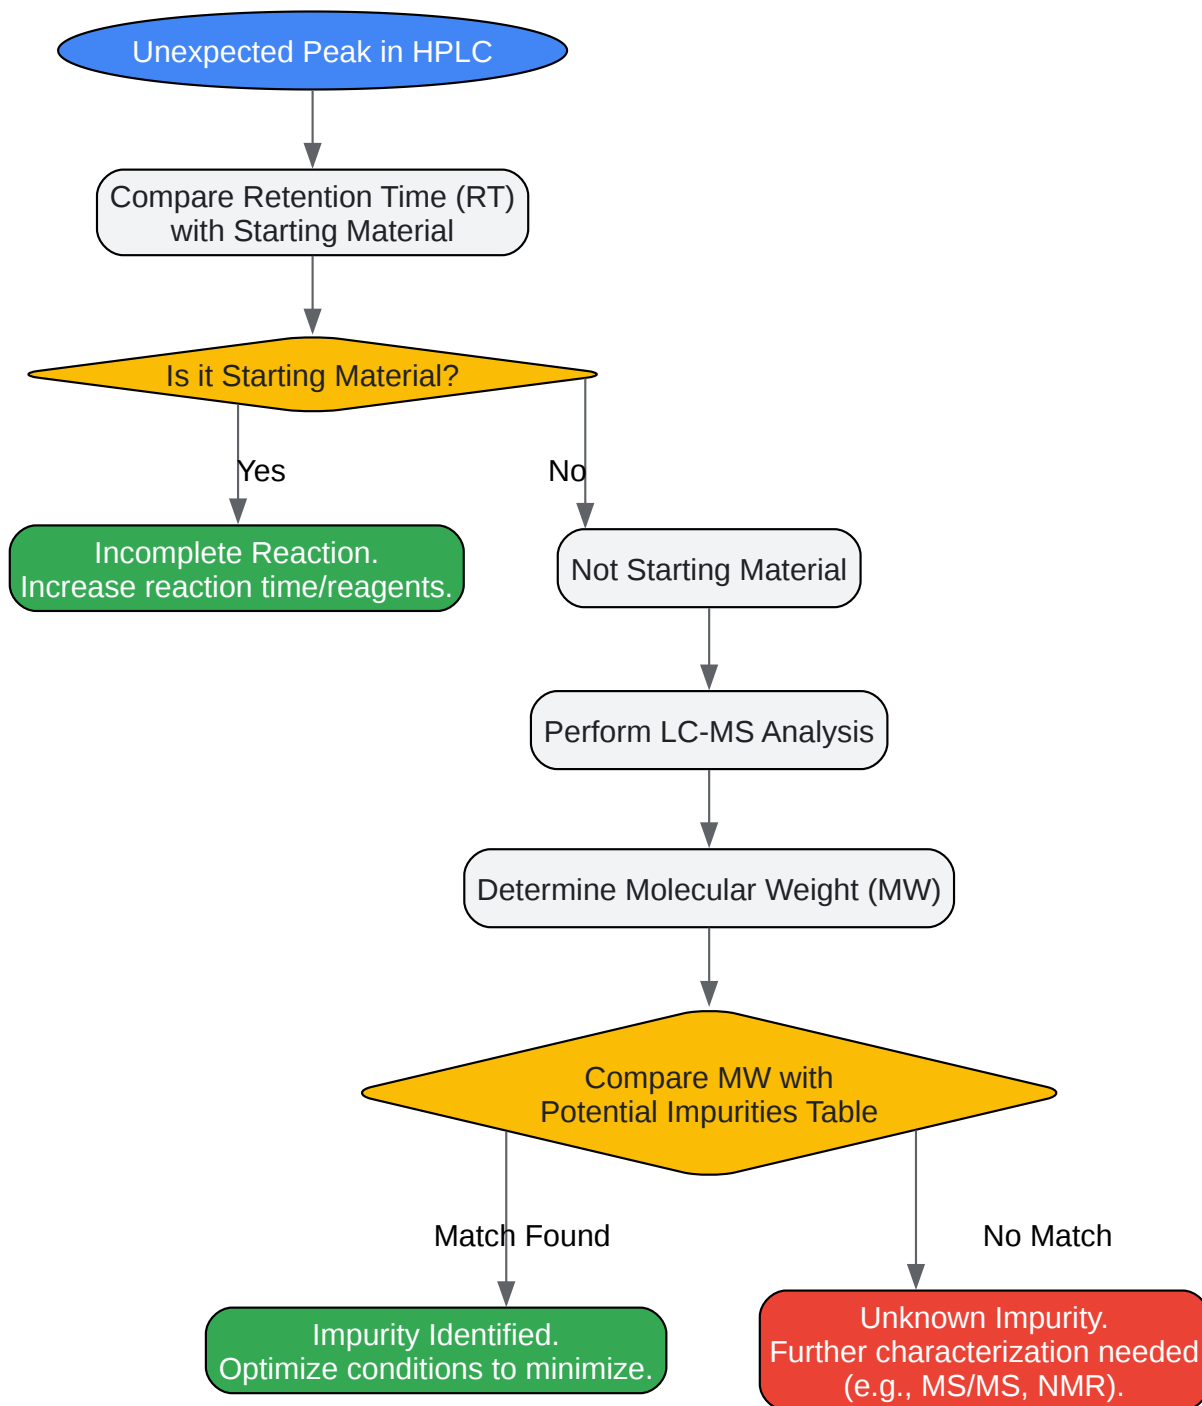 Unexpected Peak in HPLC
Compare Retention Time (RT)
with Starting Material
Is it Starting Material?
Yes
No
Incomplete Reaction.
Increase reaction time/reagents.
Not Starting Material
Perform LC-MS Analysis
Determine Molecular Weight (MW)
Compare MW with
Potential Impurities Table
Match Found
No Match
Impurity Identified.
Optimize conditions to minimize.
Unknown Impurity.
Further characterization needed
(e.g., MS/MS, NMR).